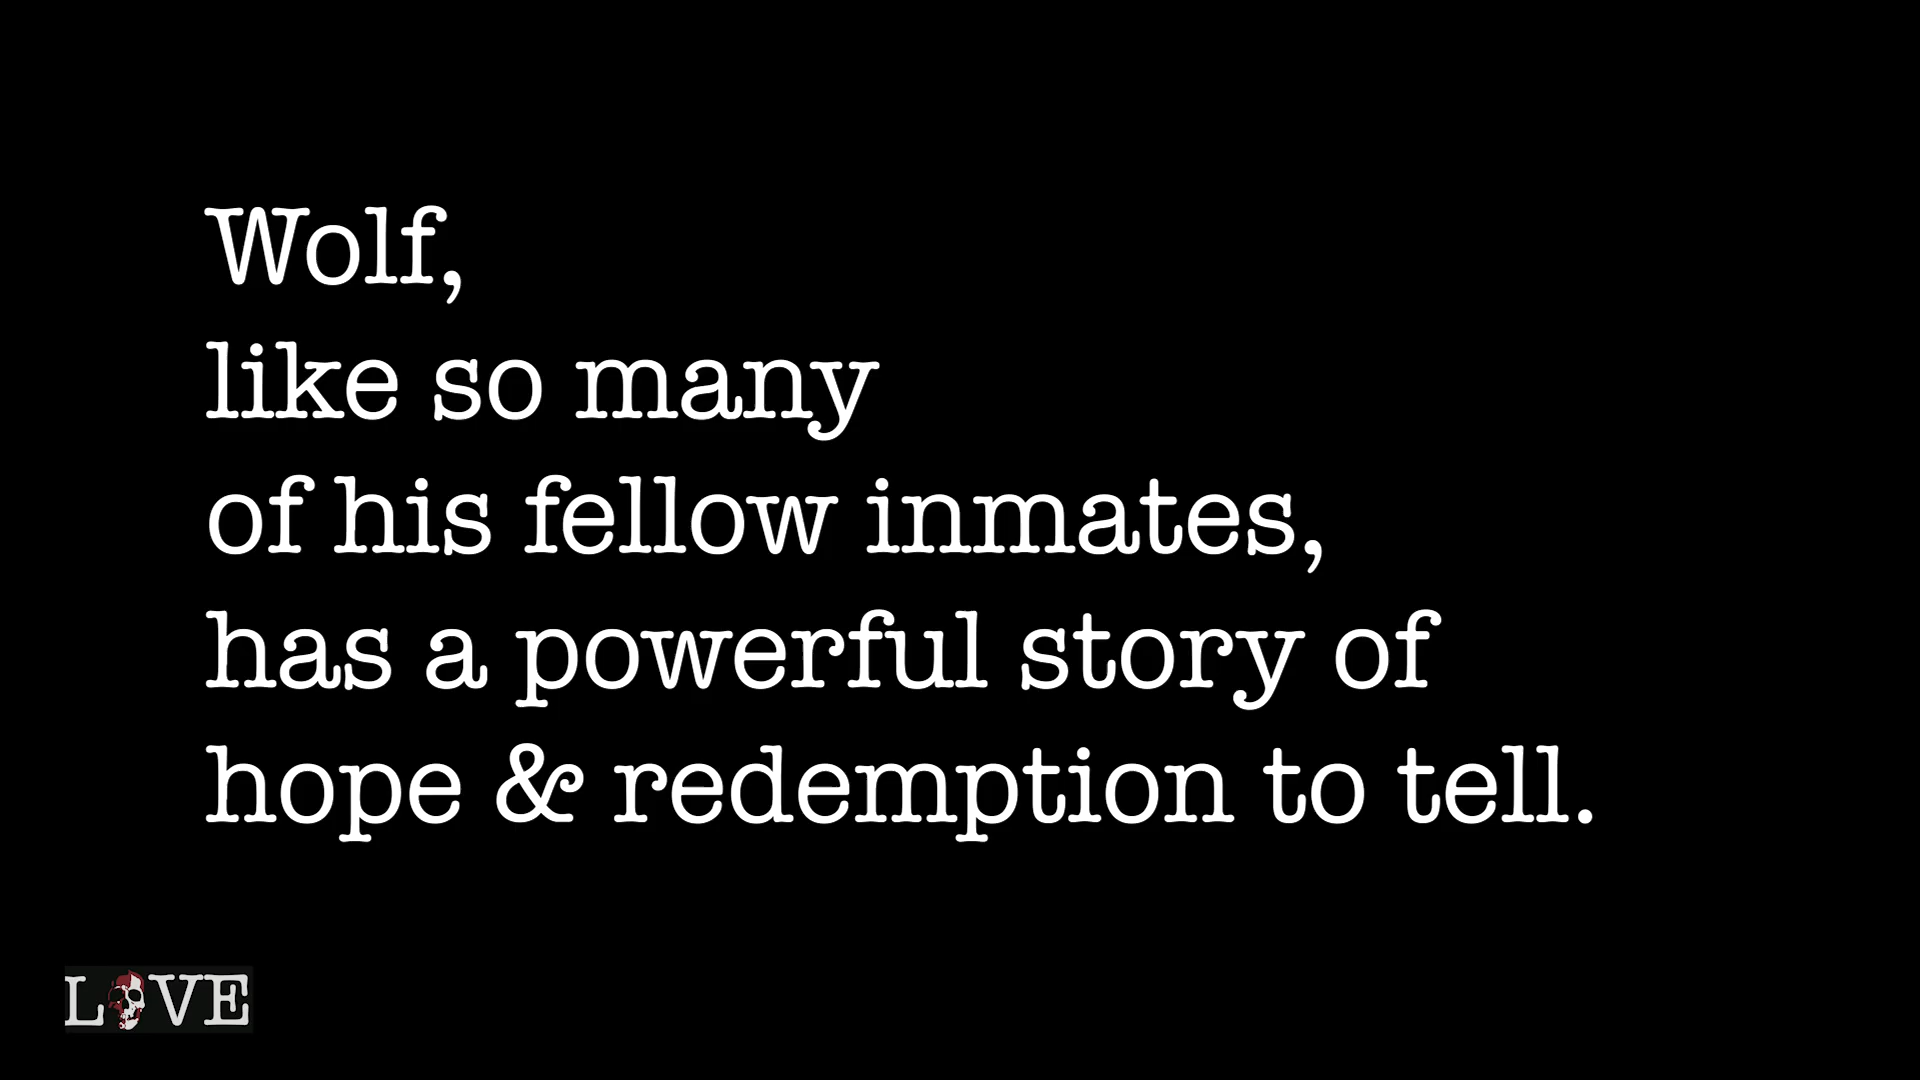 Wolf,
like so many
of his fellow inmates,
has a powerful story of
hope & redemption to tell.
LOVE